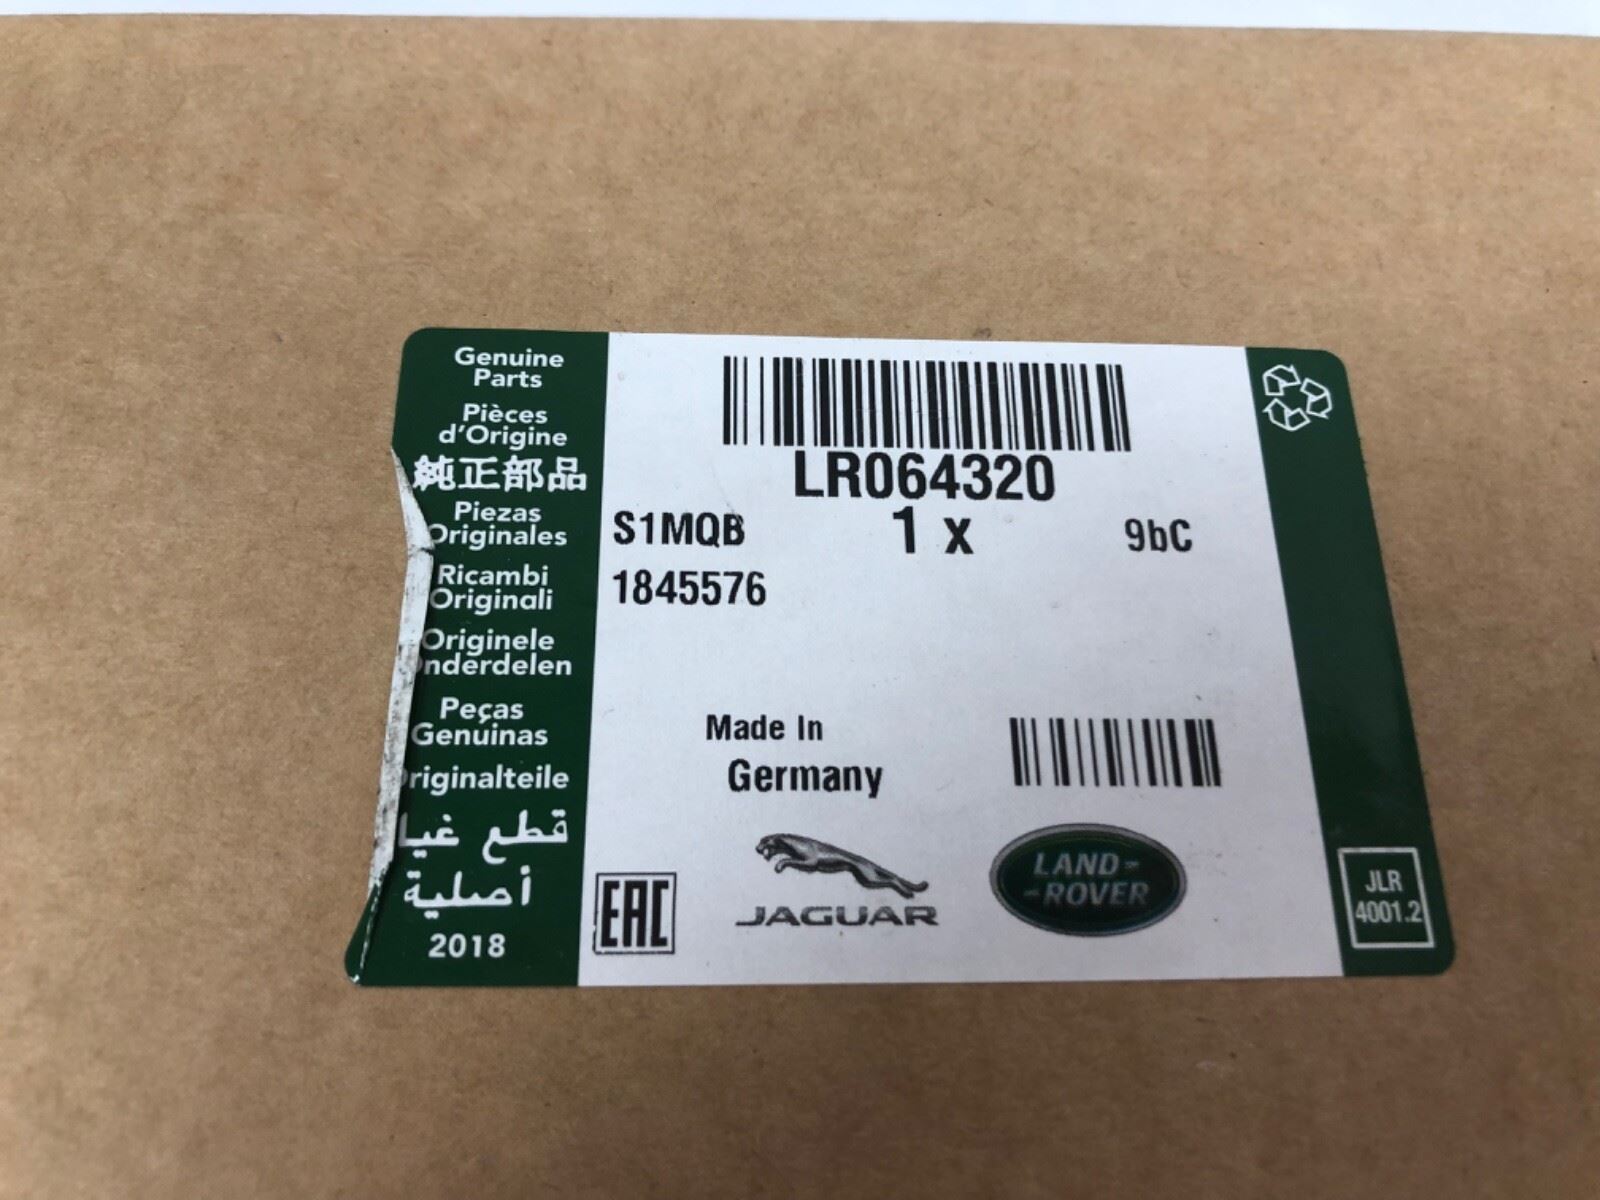 Genuine
Parts
Pièces
d'Origine
純正部品
Piezas
Originales
Ricambi
Originali
Originele
Onderdelen
Peças
Genuinas
Originalteile
قطع غيا
أصلية
2018
LR064320
S1MQB 1 x 9bC
1845576
Made In
Germany
EAC
JAGUAR
LAND-
-ROVER
JLR
4001.2